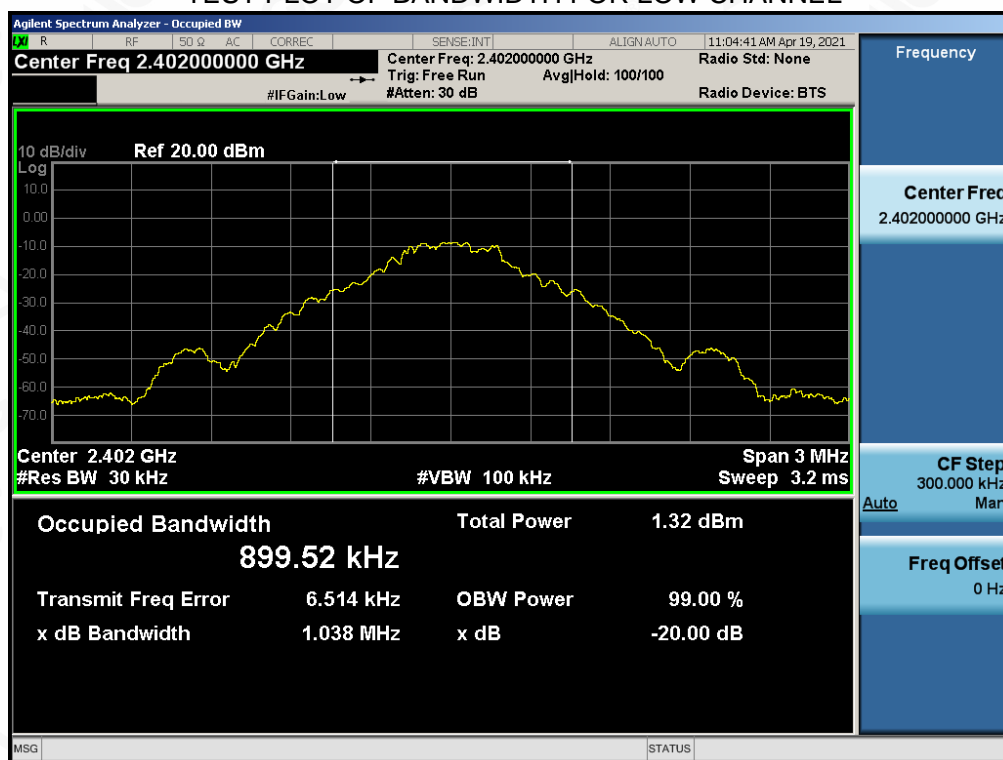 TEST PLOT OF BANDWIDTH FOR LOW CHANNEL
Agilent Spectrum Analyzer - Occupied BW
LXI R RF 50 Ω AC CORREC SENSE:INT ALIGN AUTO 11:04:41 AM Apr 19, 2021
Center Freq 2.402000000 GHz
Center Freq: 2.402000000 GHz
Radio Std: None
Trig: Free Run Avg|Hold: 100/100
#IFGain:Low
#Atten: 30 dB
Radio Device: BTS
10 dB/div Ref 20.00 dBm
Log
10.0
0.00
-10.0
-20.0
-30.0
-40.0
-50.0
-60.0
-70.0
Center 2.402 GHz Span 3 MHz
#Res BW 30 kHz #VBW 100 kHz Sweep 3.2 ms
Occupied Bandwidth Total Power 1.32 dBm
899.52 kHz
Transmit Freq Error 6.514 kHz OBW Power 99.00 %
x dB Bandwidth 1.038 MHz x dB -20.00 dB
MSG STATUS
Frequency
Center Freq
2.402000000 GHz
CF Step
300.000 kHz
Auto Man
Freq Offset
0 Hz